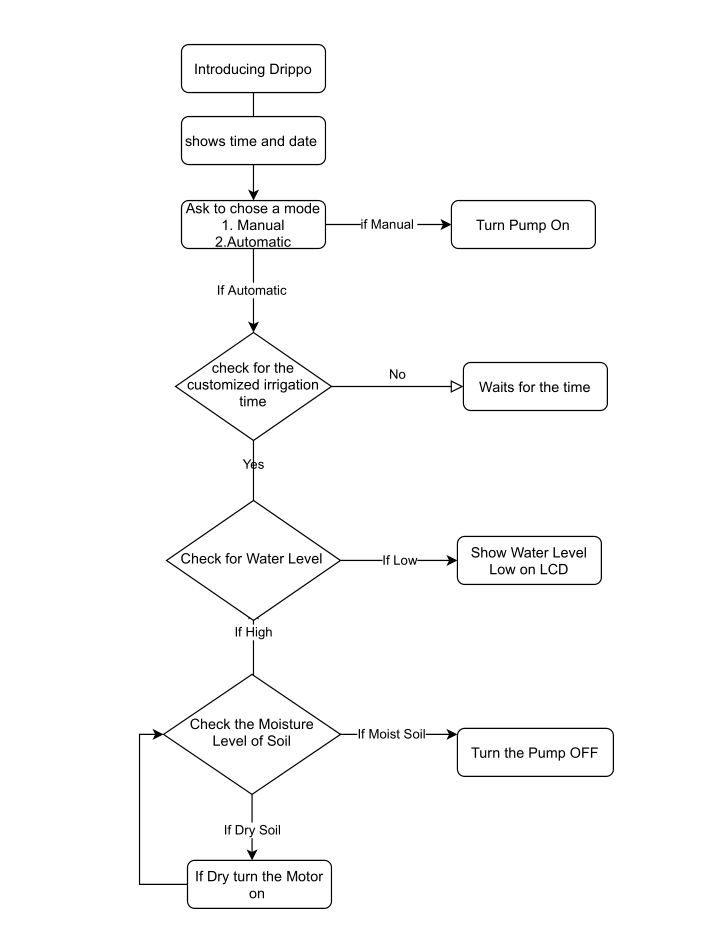 Introducing Drippo
shows time and date
Ask to chose a mode
1. Manual
2.Automatic
if Manual
Turn Pump On
If Automatic
check for the
customized irrigation
time
No
Waits for the time
Yes
Check for Water Level
If Low
Show Water Level
Low on LCD
If High
Check the Moisture
Level of Soil
If Moist Soil
Turn the Pump OFF
If Dry Soil
If Dry turn the Motor
on